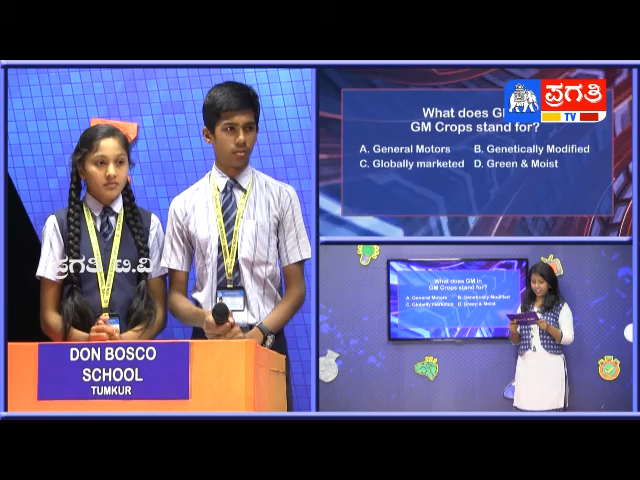 What does GM
GM Crops stand for?
A. General Motors B. Genetically Modified
C. Globally marketed D. Green & Moist
ಪ್ರಗತಿ
TV
ಪ್ರಗತಿ ಟಿ.ವಿ
DON BOSCO
SCHOOL
TUMKUR
What does GM in
GM Crops stand for?
A. General Motors B. Genetically Modified
C. Globally marketed D. Green & Moist